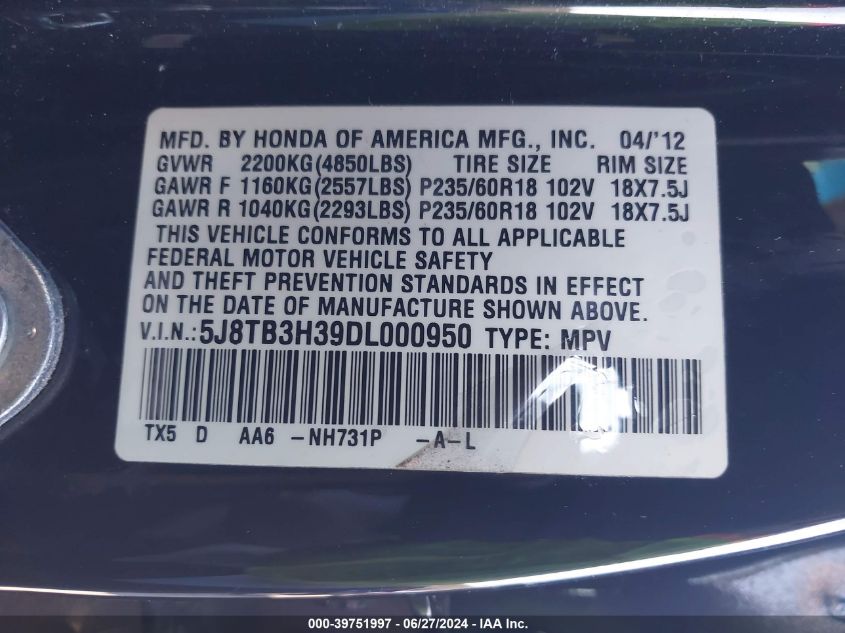 MFD. BY HONDA OF AMERICA MFG., INC. 04/'12
GVWR 2200KG(4850LBS) TIRE SIZE RIM SIZE
GAWR F 1160KG(2557LBS) P235/60R18 102V 18X7.5J
GAWR R 1040KG(2293LBS) P235/60R18 102V 18X7.5J
THIS VEHICLE CONFORMS TO ALL APPLICABLE
FEDERAL MOTOR VEHICLE SAFETY
AND THEFT PREVENTION STANDARDS IN EFFECT
ON THE DATE OF MANUFACTURE SHOWN ABOVE.
V.I.N.: 5J8TB3H39DL000950 TYPE: MPV
TX5 D AA6 -NH731P -A-L
000-39751997 - 06/27/2024 - IAA Inc.